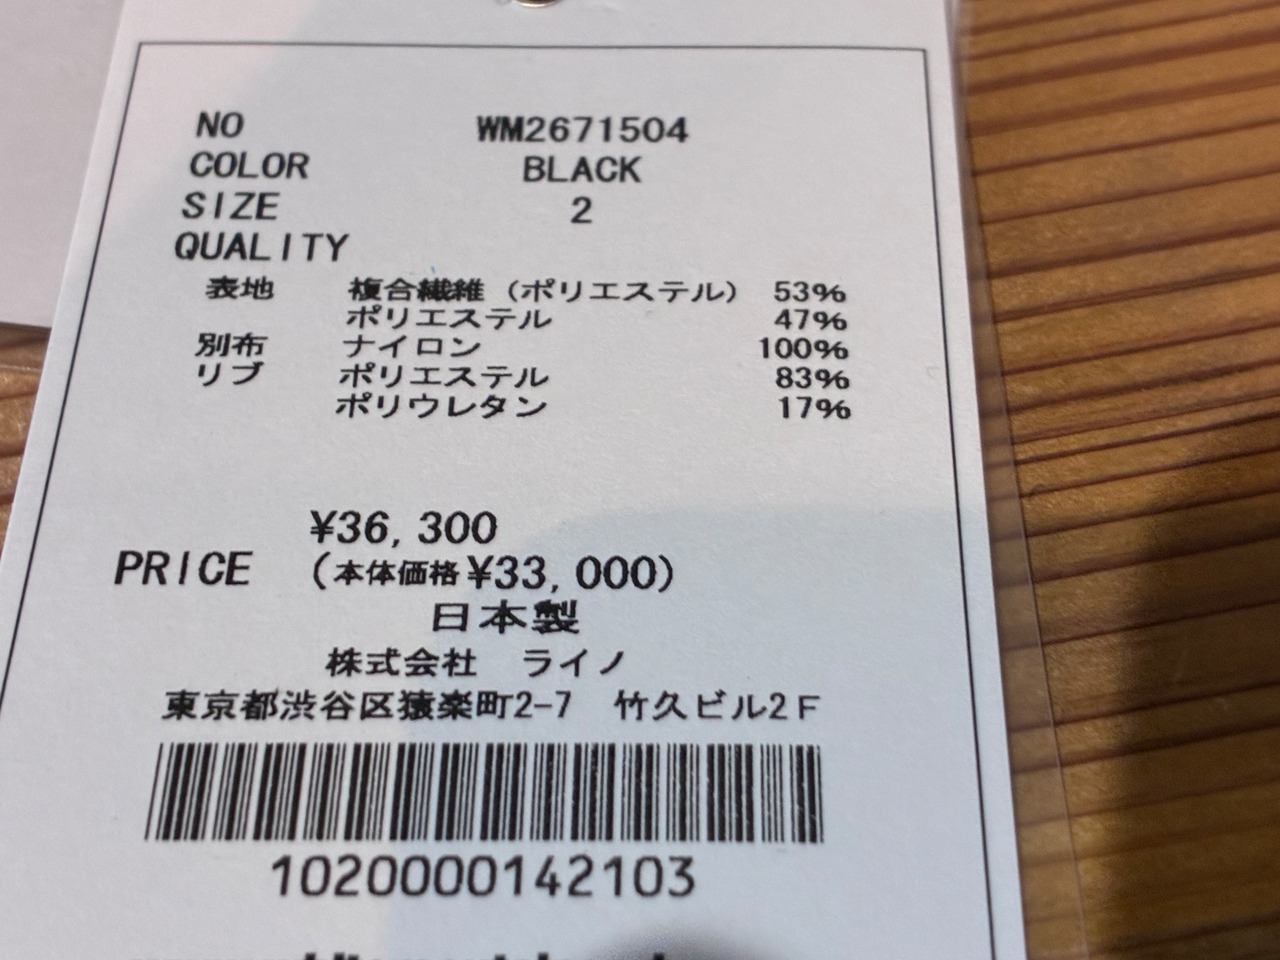 NO WM2671504
COLOR BLACK
SIZE 2
QUALITY
表地 複合繊維（ポリエステル） 53%
ポリエステル 47%
別布 ナイロン 100%
リブ ポリエステル 83%
ポリウレタン 17%
¥36,300
PRICE （本体価格¥33,000）
日本製
株式会社 ライノ
東京都渋谷区猿楽町2-7 竹久ビル2F
1020000142103